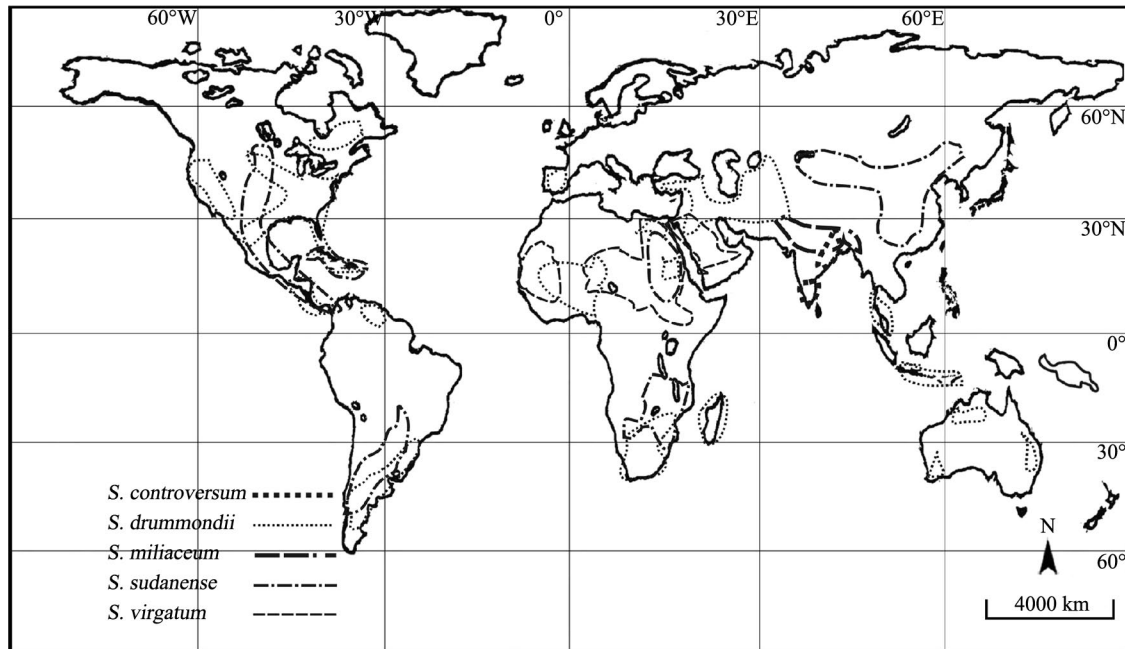 60°W 30°W 0° 30°E 60°E
60°N
30°N
0°
30°
60°
S. controversum
S. drummondii
S. miliaceum
S. sudanense
S. virgatum
N
4000 km